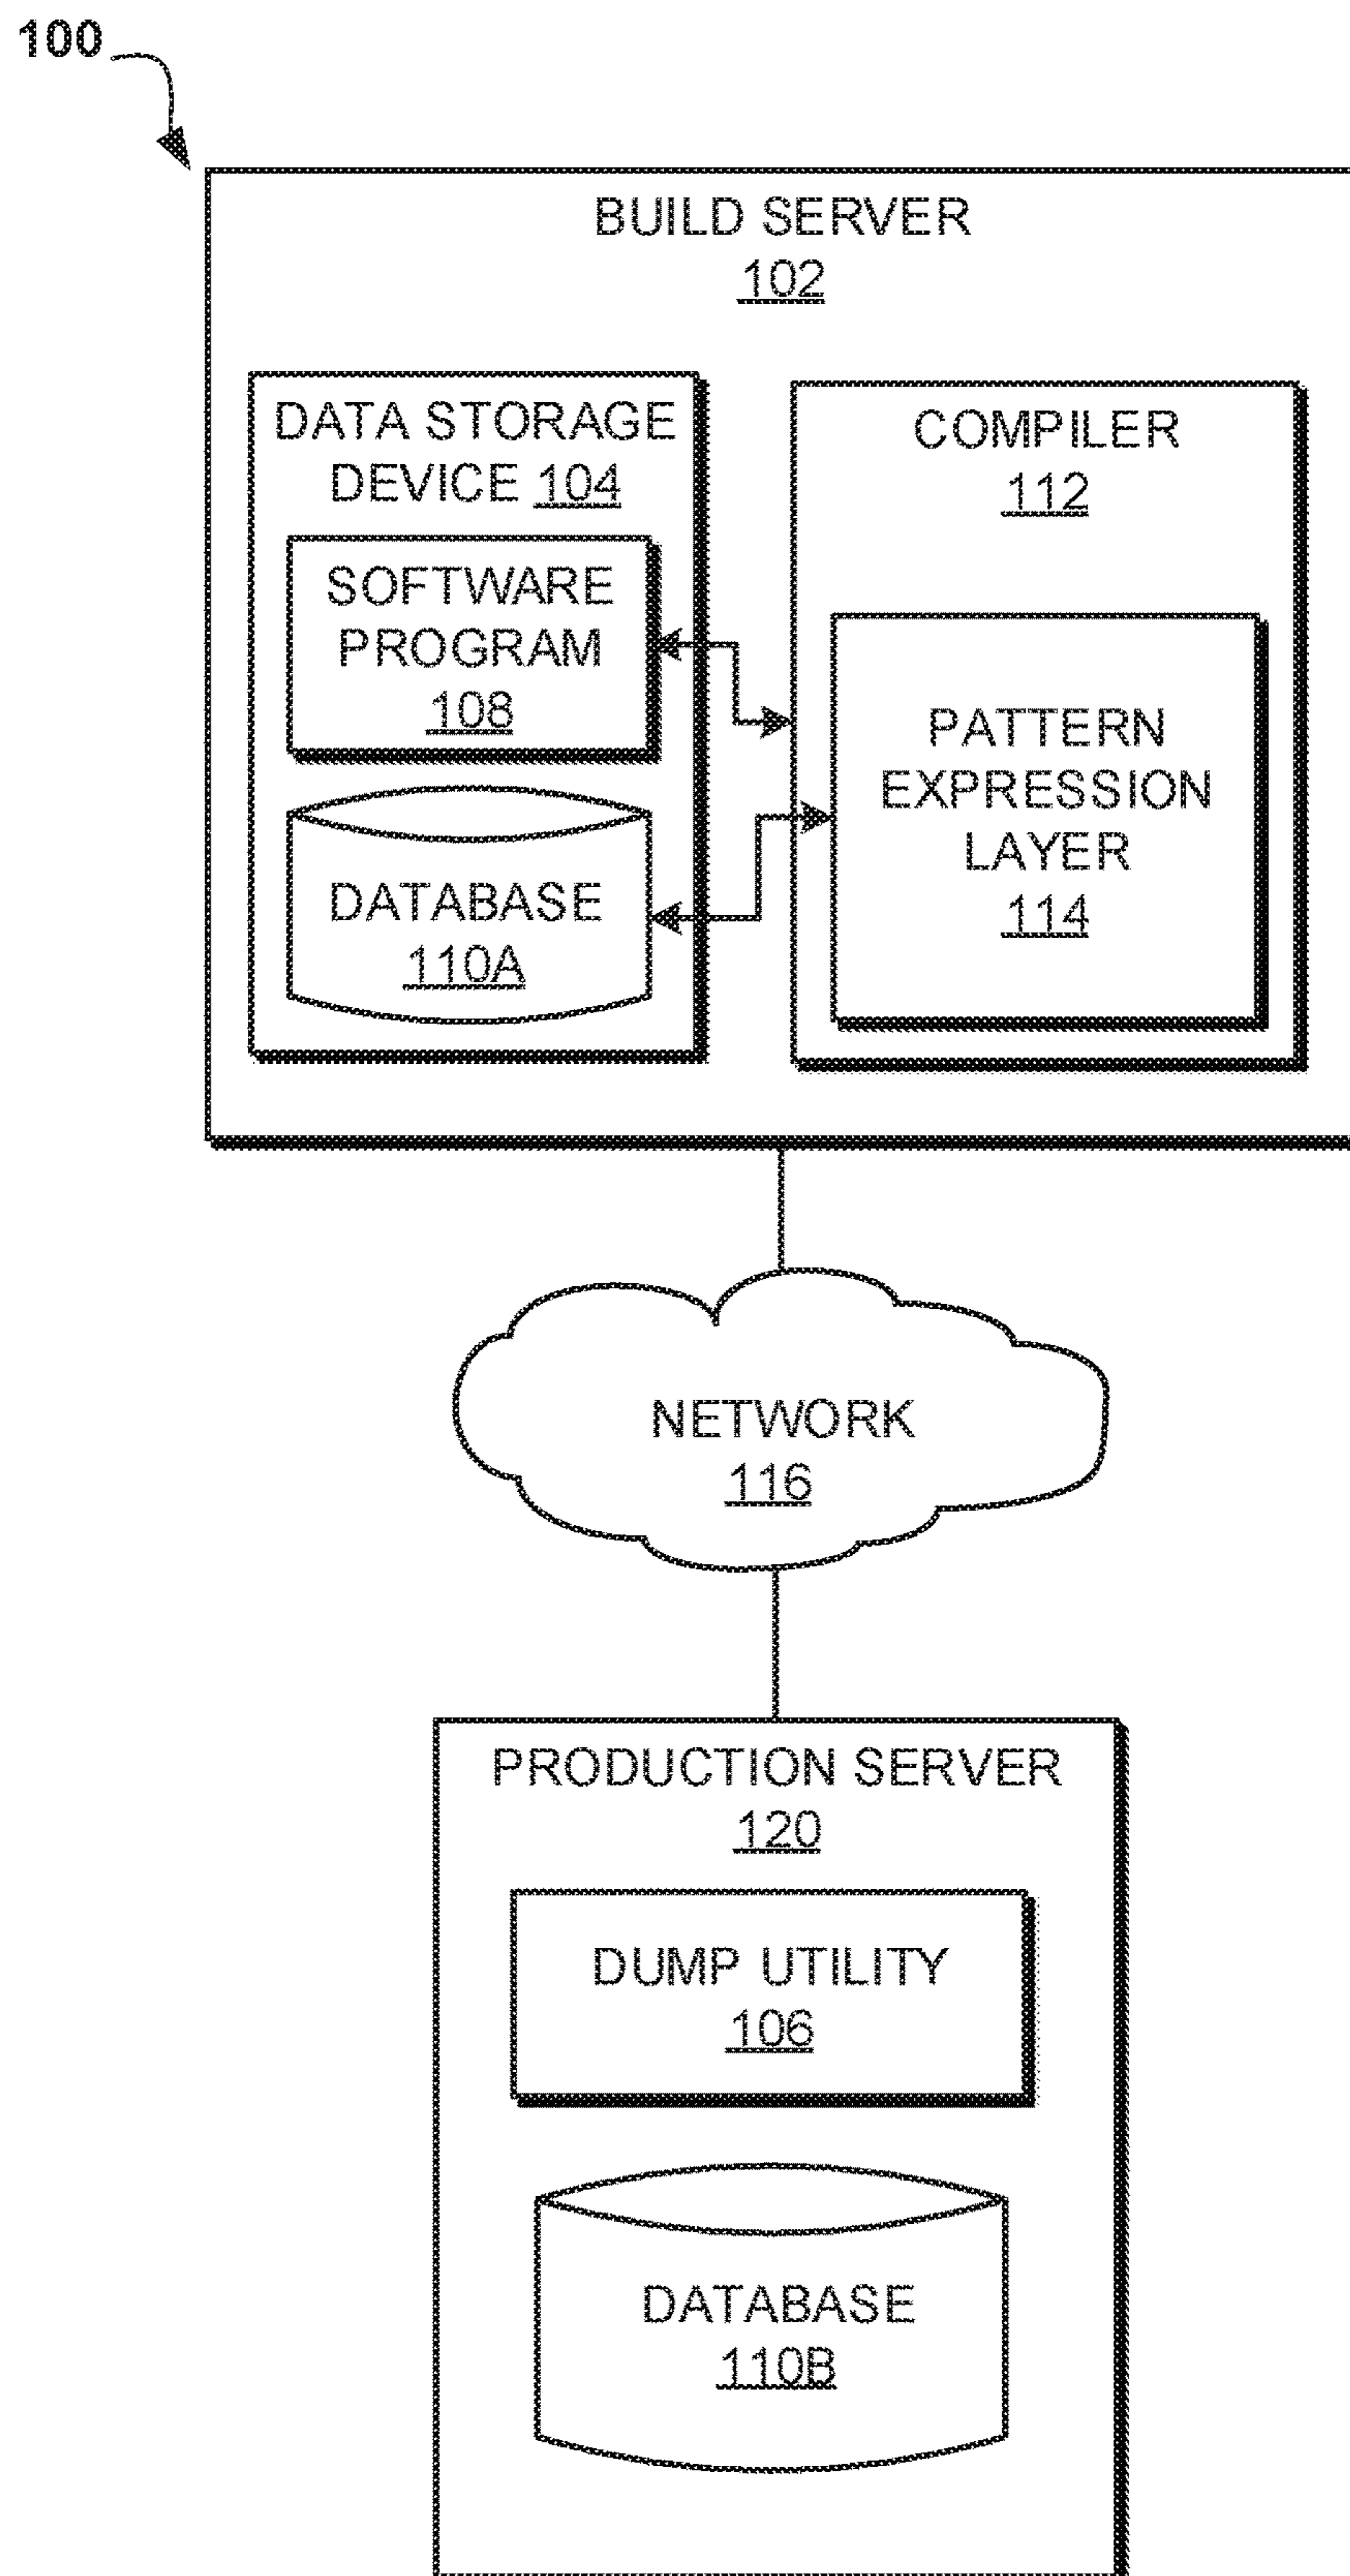 100
BUILD SERVER
102
DATA STORAGE
DEVICE 104
SOFTWARE
PROGRAM
108
DATABASE
110A
COMPILER
112
PATTERN
EXPRESSION
LAYER
114
NETWORK
116
PRODUCTION SERVER
120
DUMP UTILITY
106
DATABASE
110B